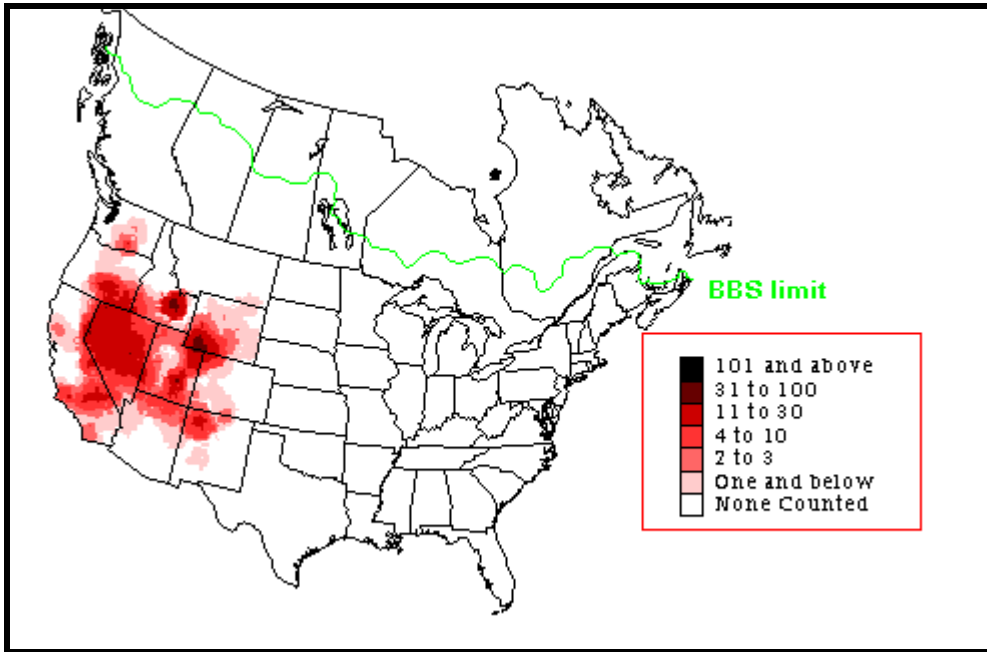 BBS limit
101 and above
31 to 100
11 to 30
4 to 10
2 to 3
One and below
None Counted